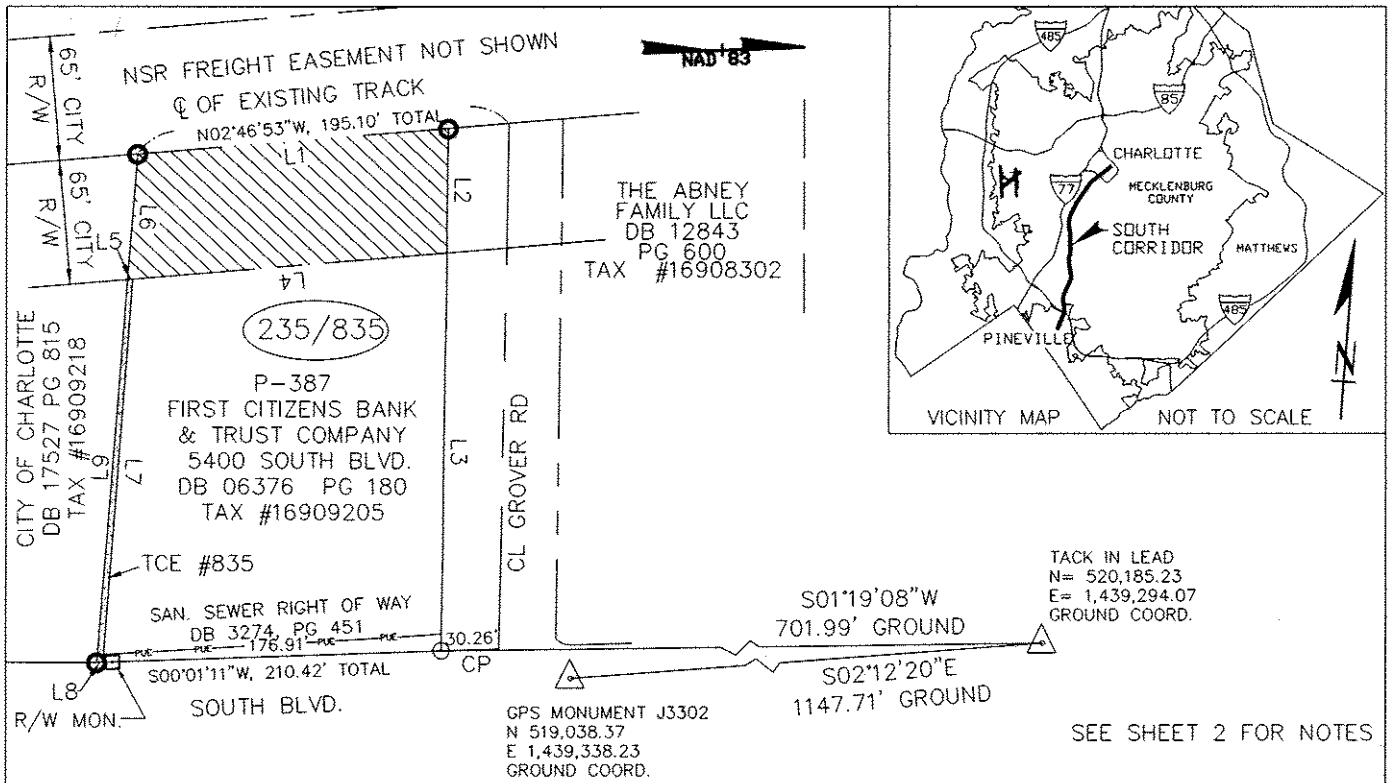 NSR FREIGHT EASEMENT NOT SHOWN
℄ OF EXISTING TRACK
N02°46'53"W, 195.10' TOTAL
L1
65' CITY
R/W
65' CITY
R/W
L6
L5
L2
L4
NAD '83
THE ABNEY
FAMILY LLC
DB 12843
PG 600
TAX #16908302
235/835
P-387
FIRST CITIZENS BANK
& TRUST COMPANY
5400 SOUTH BLVD.
DB 06376 PG 180
TAX #16909205
CITY OF CHARLOTTE
DB 17527 PG 815
TAX #16909218
L9
L7
L3
CL GROVER RD
TCE #835
SAN. SEWER RIGHT OF WAY
DB 3274, PG 451
PUE PUE 176.91' PUE PUE
30.26'
CP
S00°01'11"W, 210.42' TOTAL
L8
R/W MON.
SOUTH BLVD.
GPS MONUMENT J3302
N 519,038.37
E 1,439,338.23
GROUND COORD.
S01°19'08"W
701.99' GROUND
S02°12'20"E
1147.71' GROUND
TACK IN LEAD
N= 520,185.23
E= 1,439,294.07
GROUND COORD.
SEE SHEET 2 FOR NOTES
485
85
CHARLOTTE
77
MECKLENBURG
COUNTY
SOUTH
CORRIDOR
MATTHEWS
485
PINEVILLE
N
VICINITY MAP
NOT TO SCALE